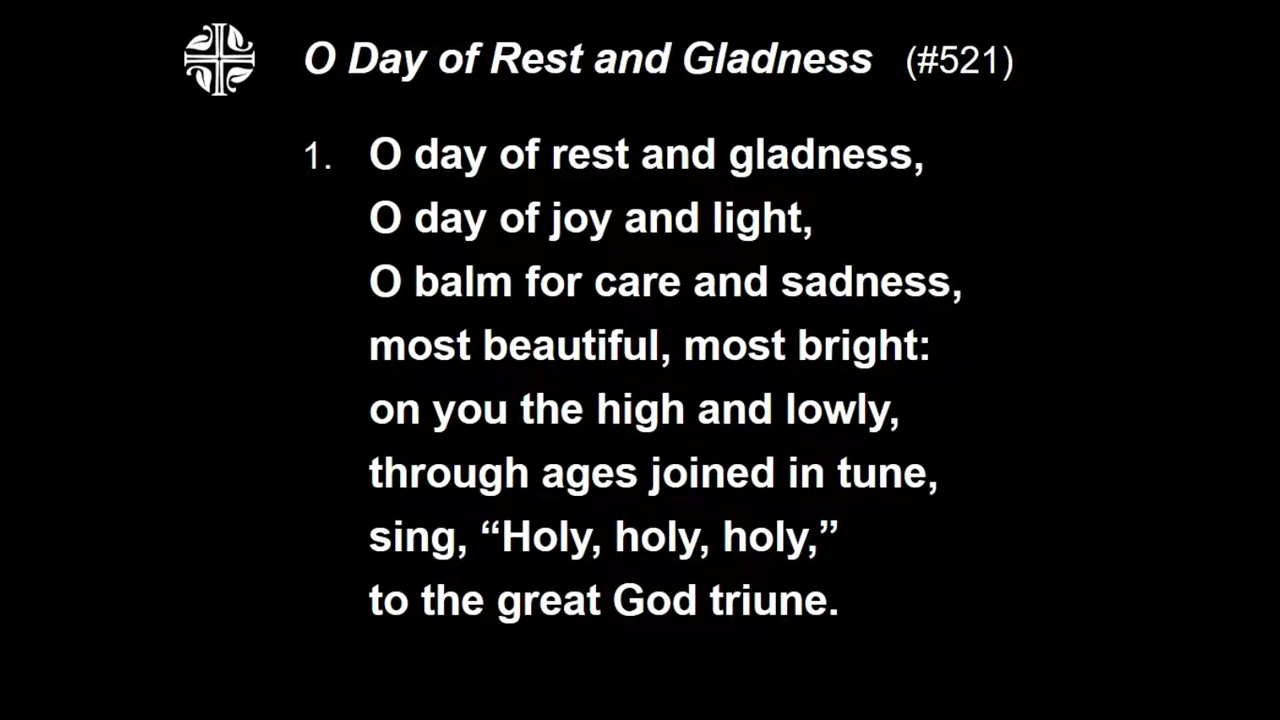 O Day of Rest and Gladness (#521)
1. O day of rest and gladness,
O day of joy and light,
O balm for care and sadness,
most beautiful, most bright:
on you the high and lowly,
through ages joined in tune,
sing, “Holy, holy, holy,”
to the great God triune.